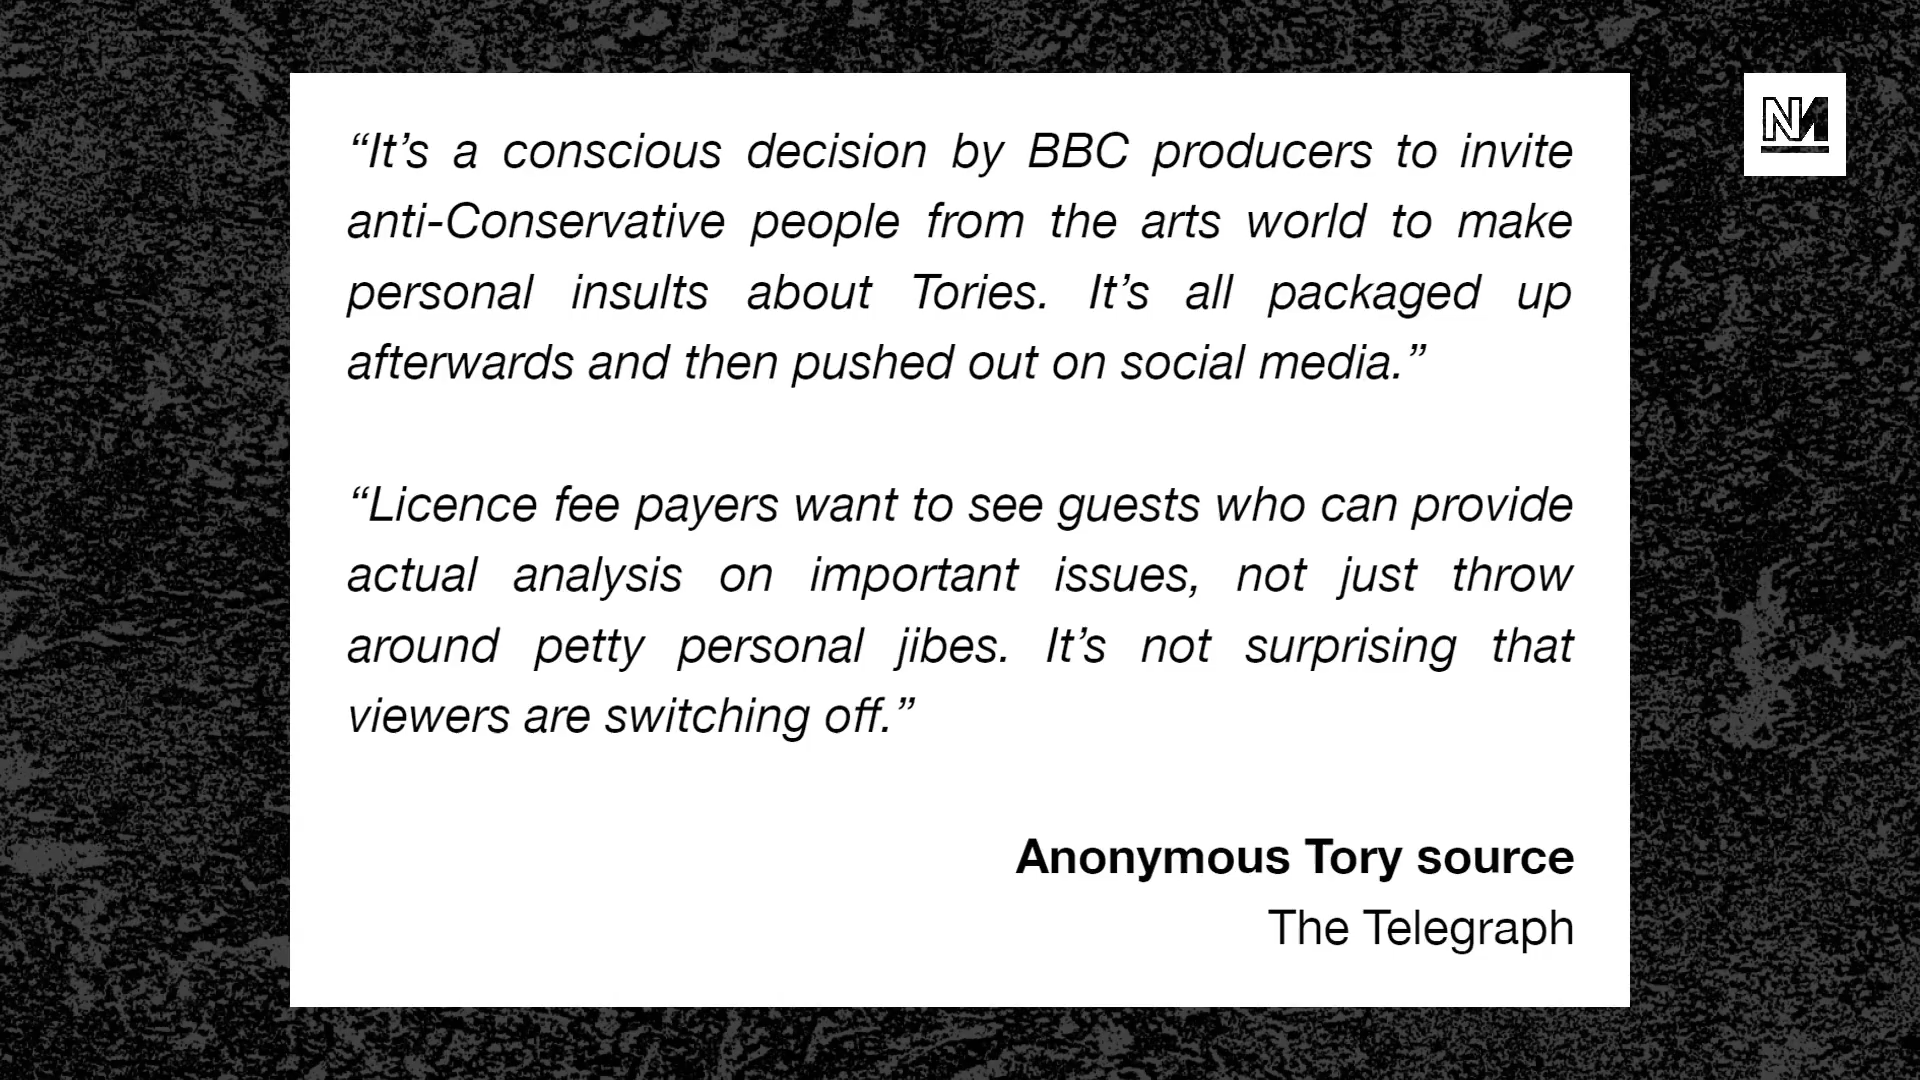 “It’s a conscious decision by BBC producers to invite
anti-Conservative people from the arts world to make
personal insults about Tories. It’s all packaged up
afterwards and then pushed out on social media.”
“Licence fee payers want to see guests who can provide
actual analysis on important issues, not just throw
around petty personal jibes. It’s not surprising that
viewers are switching off.”
Anonymous Tory source
The Telegraph
NM